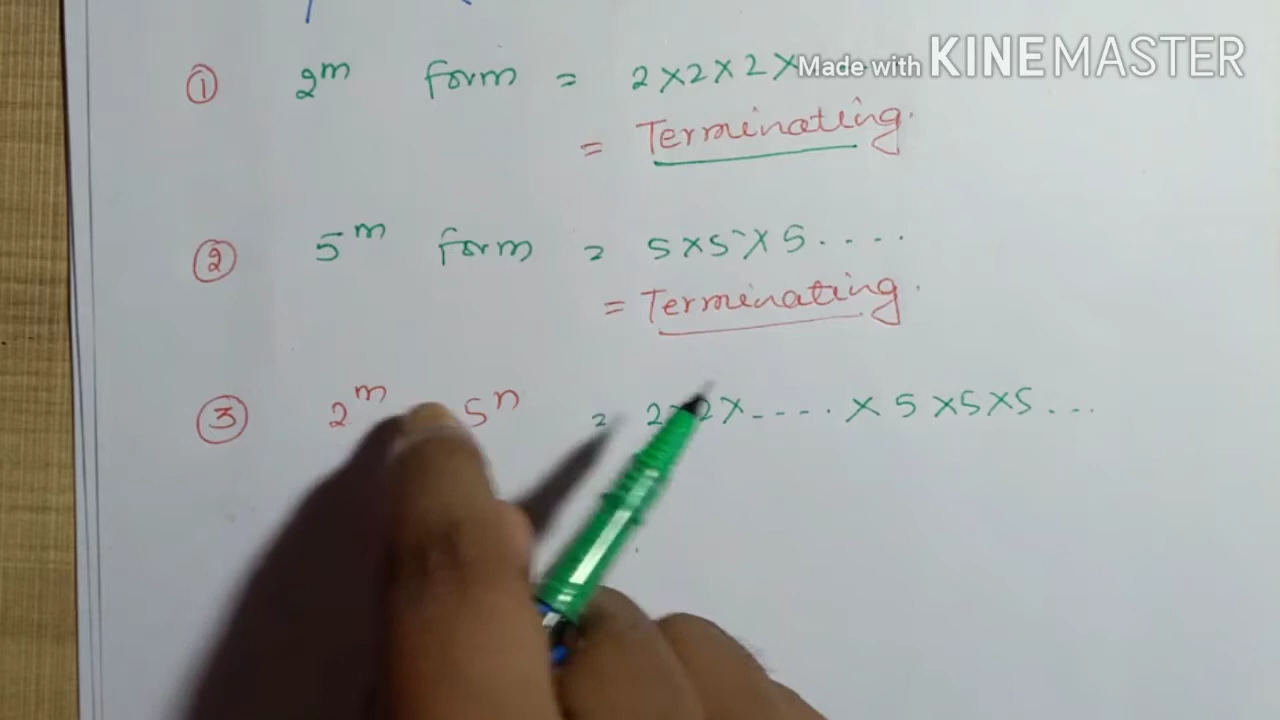 ① 2^m form = 2×2×2× Made with KINEMASTER
= Terminating.
② 5^m form = 5×5×5....
= Terminating.
③ 2^m 5^n = 2×2×.....×5×5×5...